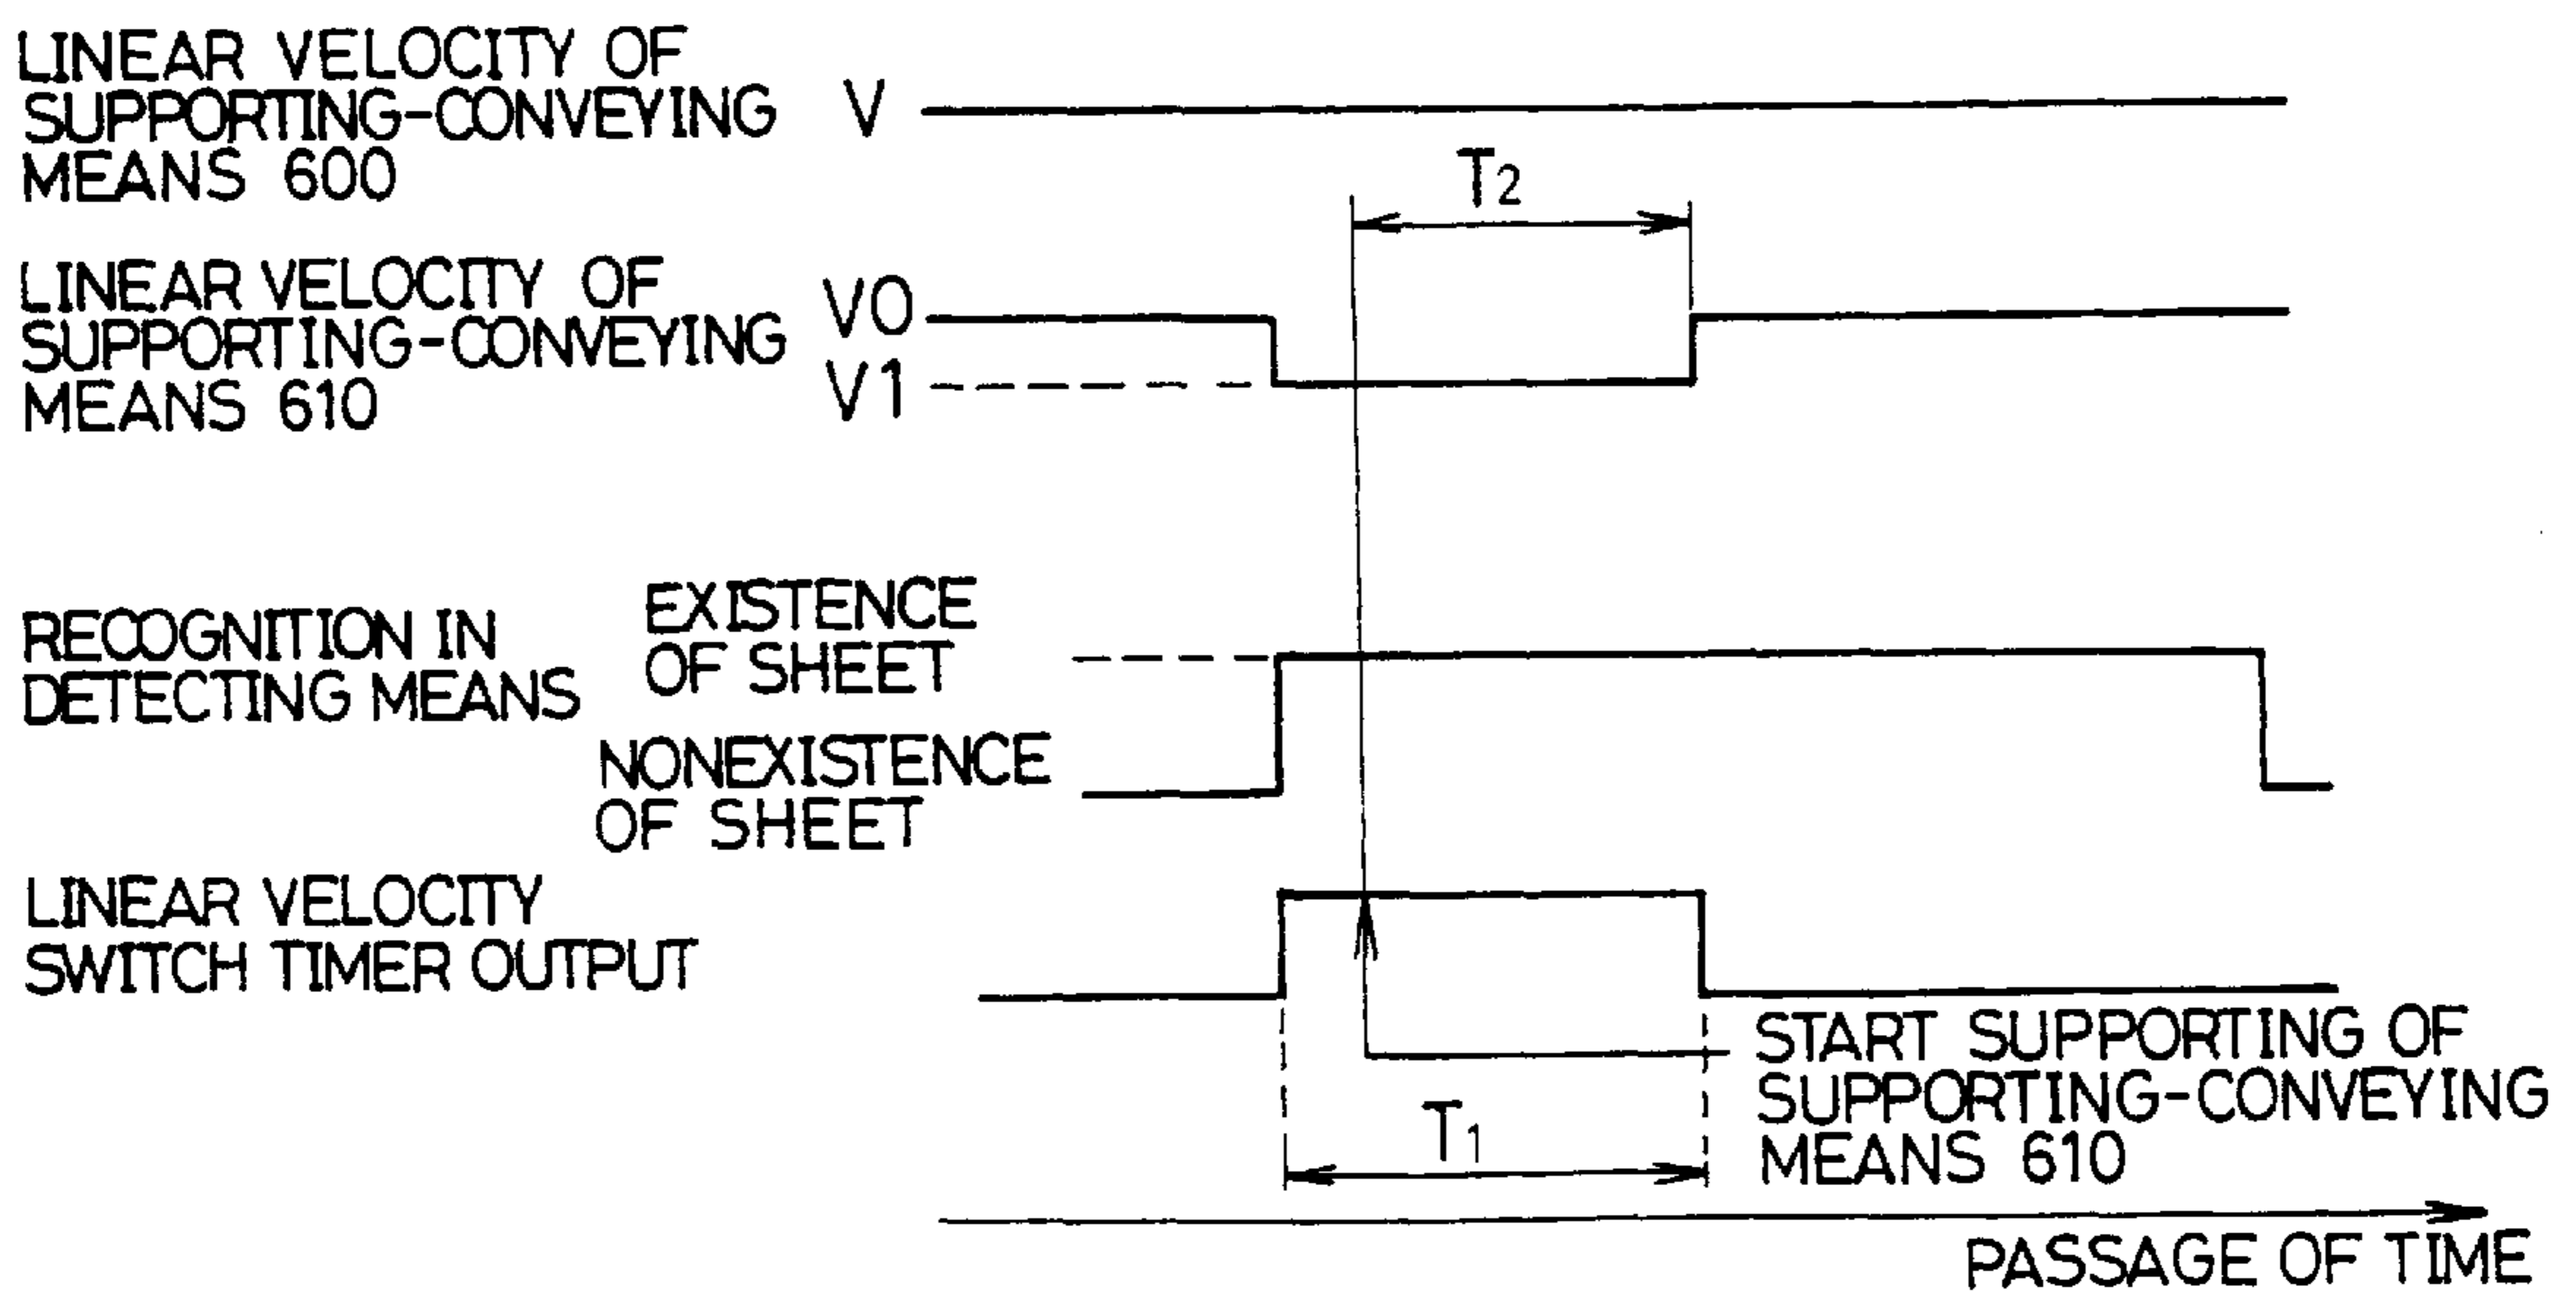 LINEAR VELOCITY OF
SUPPORTING-CONVEYING
MEANS 600
V
T2
LINEAR VELOCITY OF
SUPPORTING-CONVEYING
MEANS 610
V0
V1
RECOGNITION IN
DETECTING MEANS
EXISTENCE
OF SHEET
NONEXISTENCE
OF SHEET
LINEAR VELOCITY
SWITCH TIMER OUTPUT
START SUPPORTING OF
SUPPORTING-CONVEYING
MEANS 610
T1
PASSAGE OF TIME